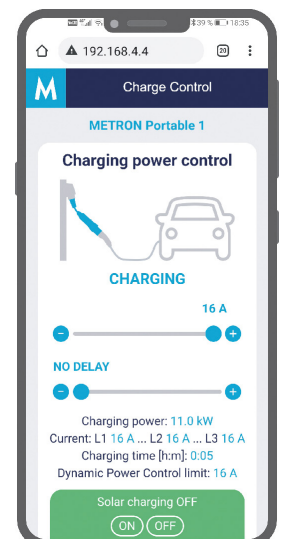 39 % 18:35
192.168.4.4 20
M Charge Control
METRON Portable 1
Charging power control
CHARGING
16 A
NO DELAY
Charging power: 11.0 kW
Current: L1 16 A ... L2 16 A ... L3 16 A
Charging time [h:m]: 0:05
Dynamic Power Control limit: 16 A
Solar charging OFF
ON OFF